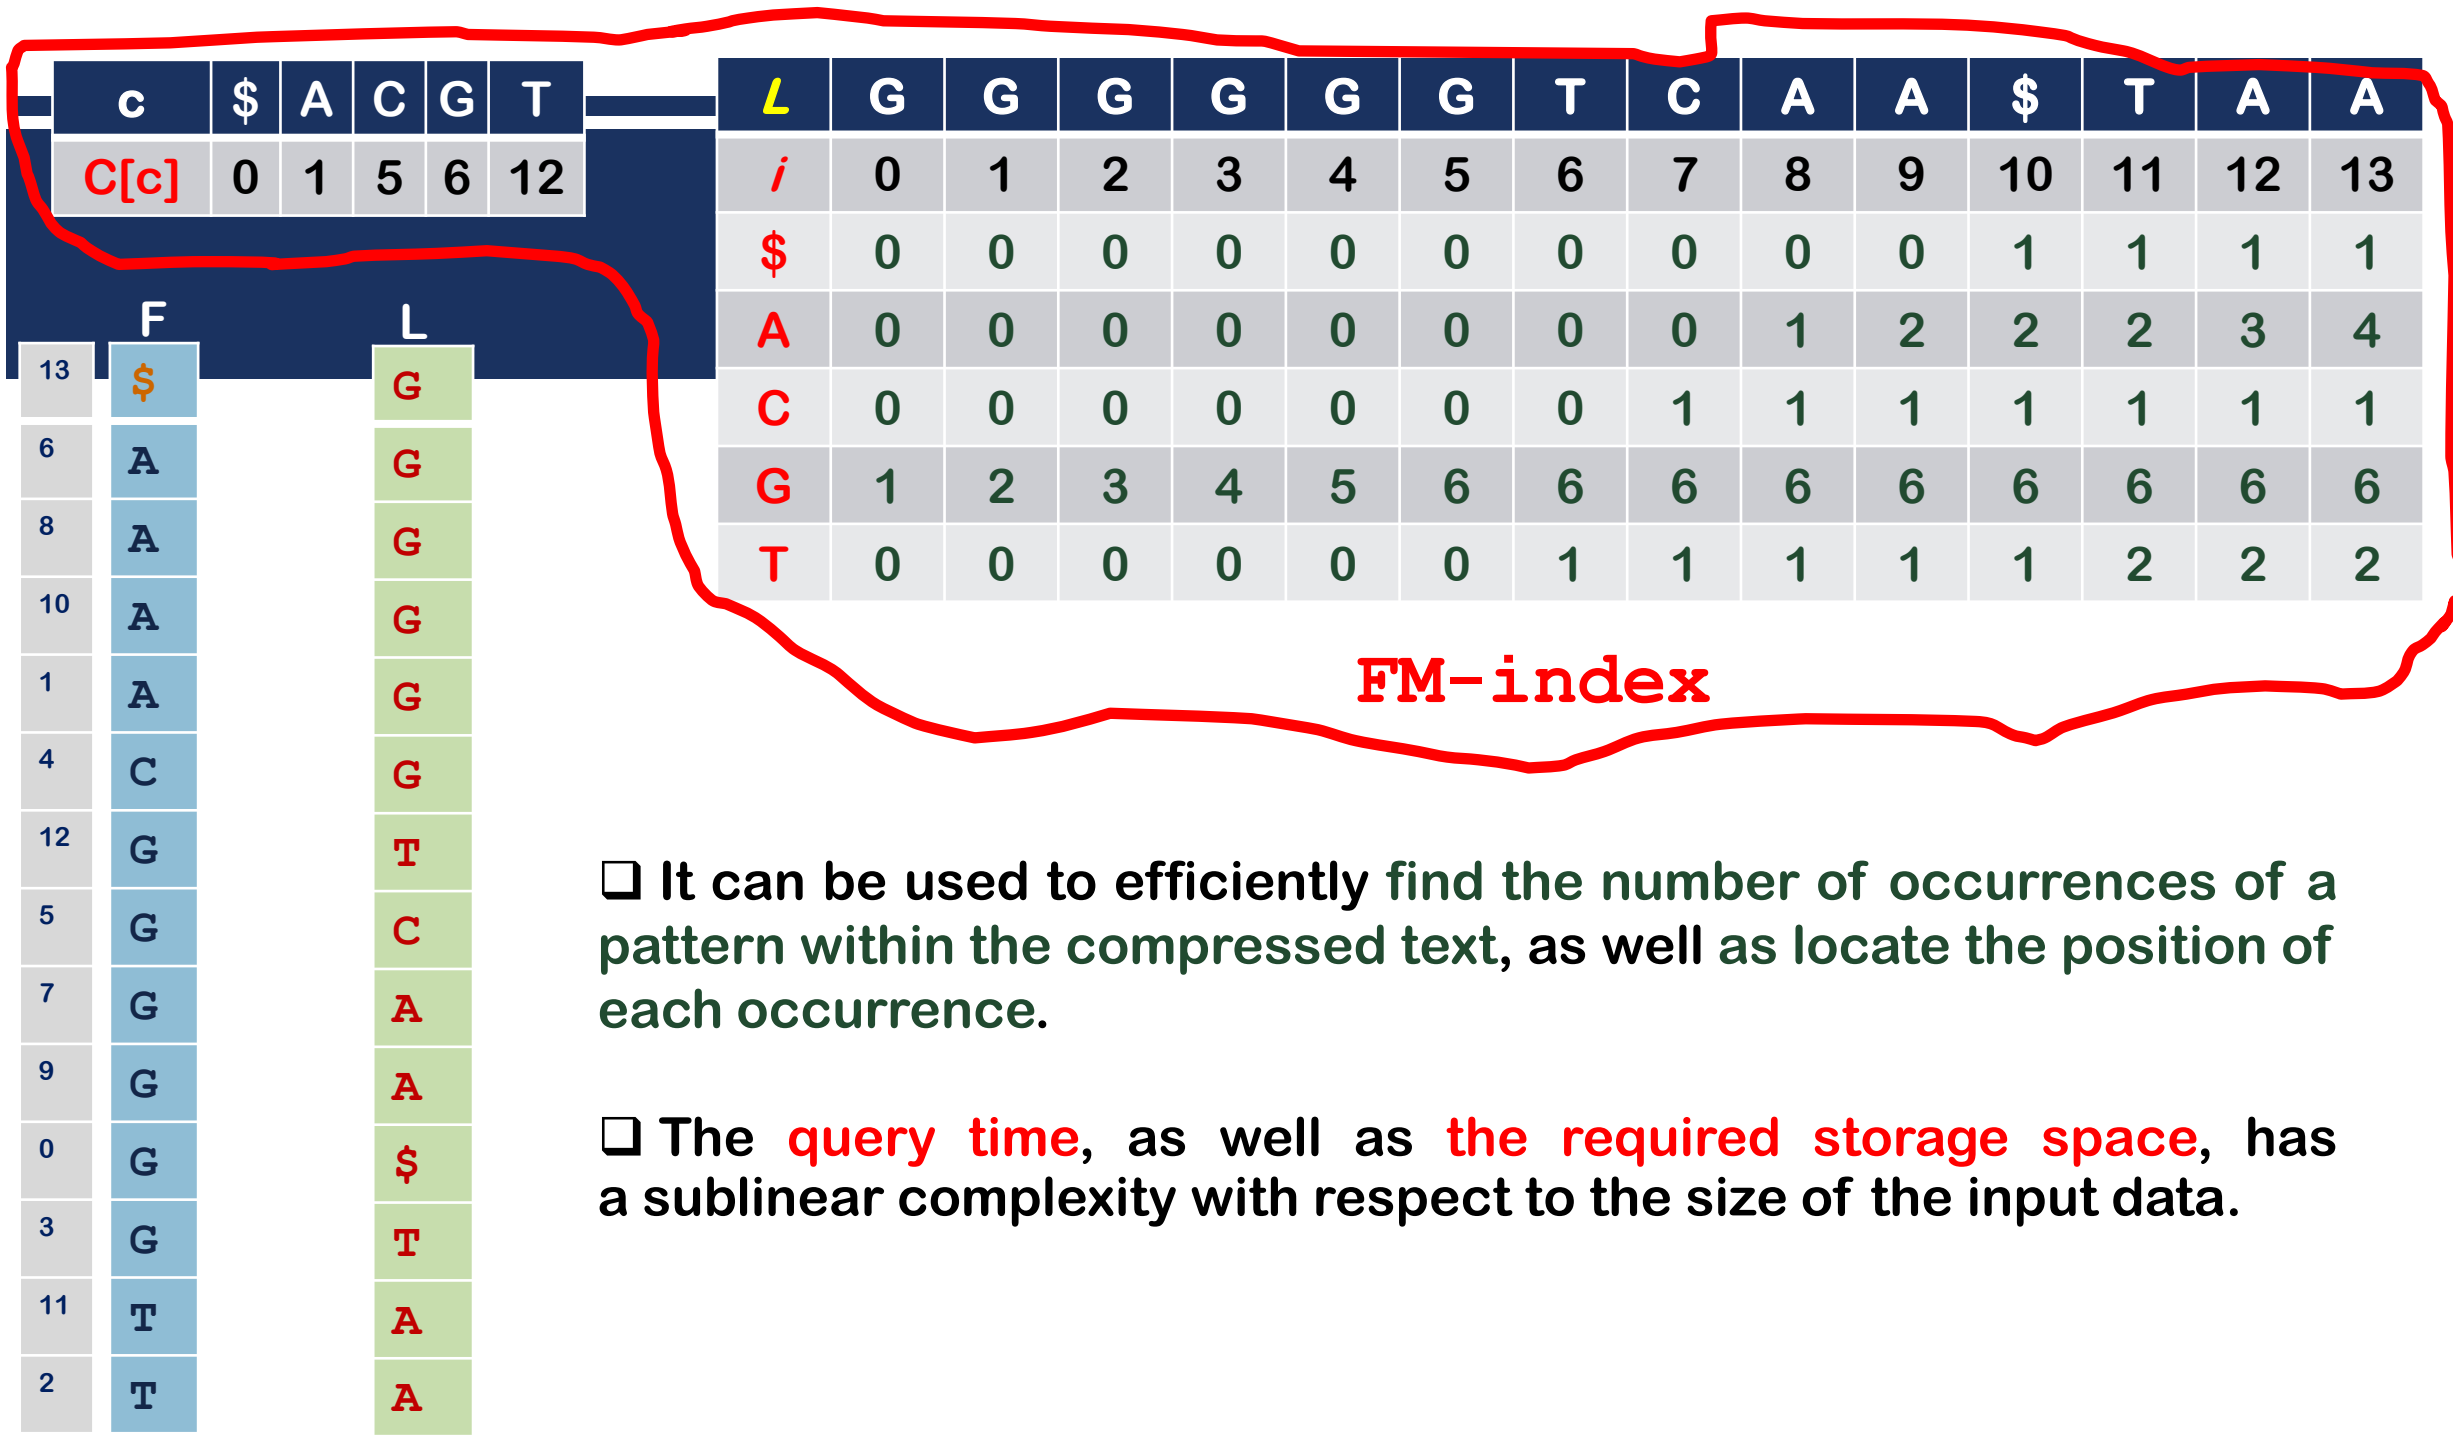 c $ A C G T
C[c] 0 1 5 6 12
L G G G G G G T C A A $ T A A
i 0 1 2 3 4 5 6 7 8 9 10 11 12 13
$ 0 0 0 0 0 0 0 0 0 0 1 1 1 1
A 0 0 0 0 0 0 0 0 1 2 2 2 3 4
C 0 0 0 0 0 0 0 1 1 1 1 1 1 1
G 1 2 3 4 5 6 6 6 6 6 6 6 6 6
T 0 0 0 0 0 0 1 1 1 1 1 2 2 2
FM-index
F L
13 $ G
6 A G
8 A G
10 A G
1 A G
4 C G
12 G T
5 G C
7 G A
9 G A
0 G $
3 G T
11 T A
2 T A
❑ It can be used to efficiently find the number of occurrences of a
pattern within the compressed text, as well as locate the position of
each occurrence.
❑ The query time, as well as the required storage space, has
a sublinear complexity with respect to the size of the input data.